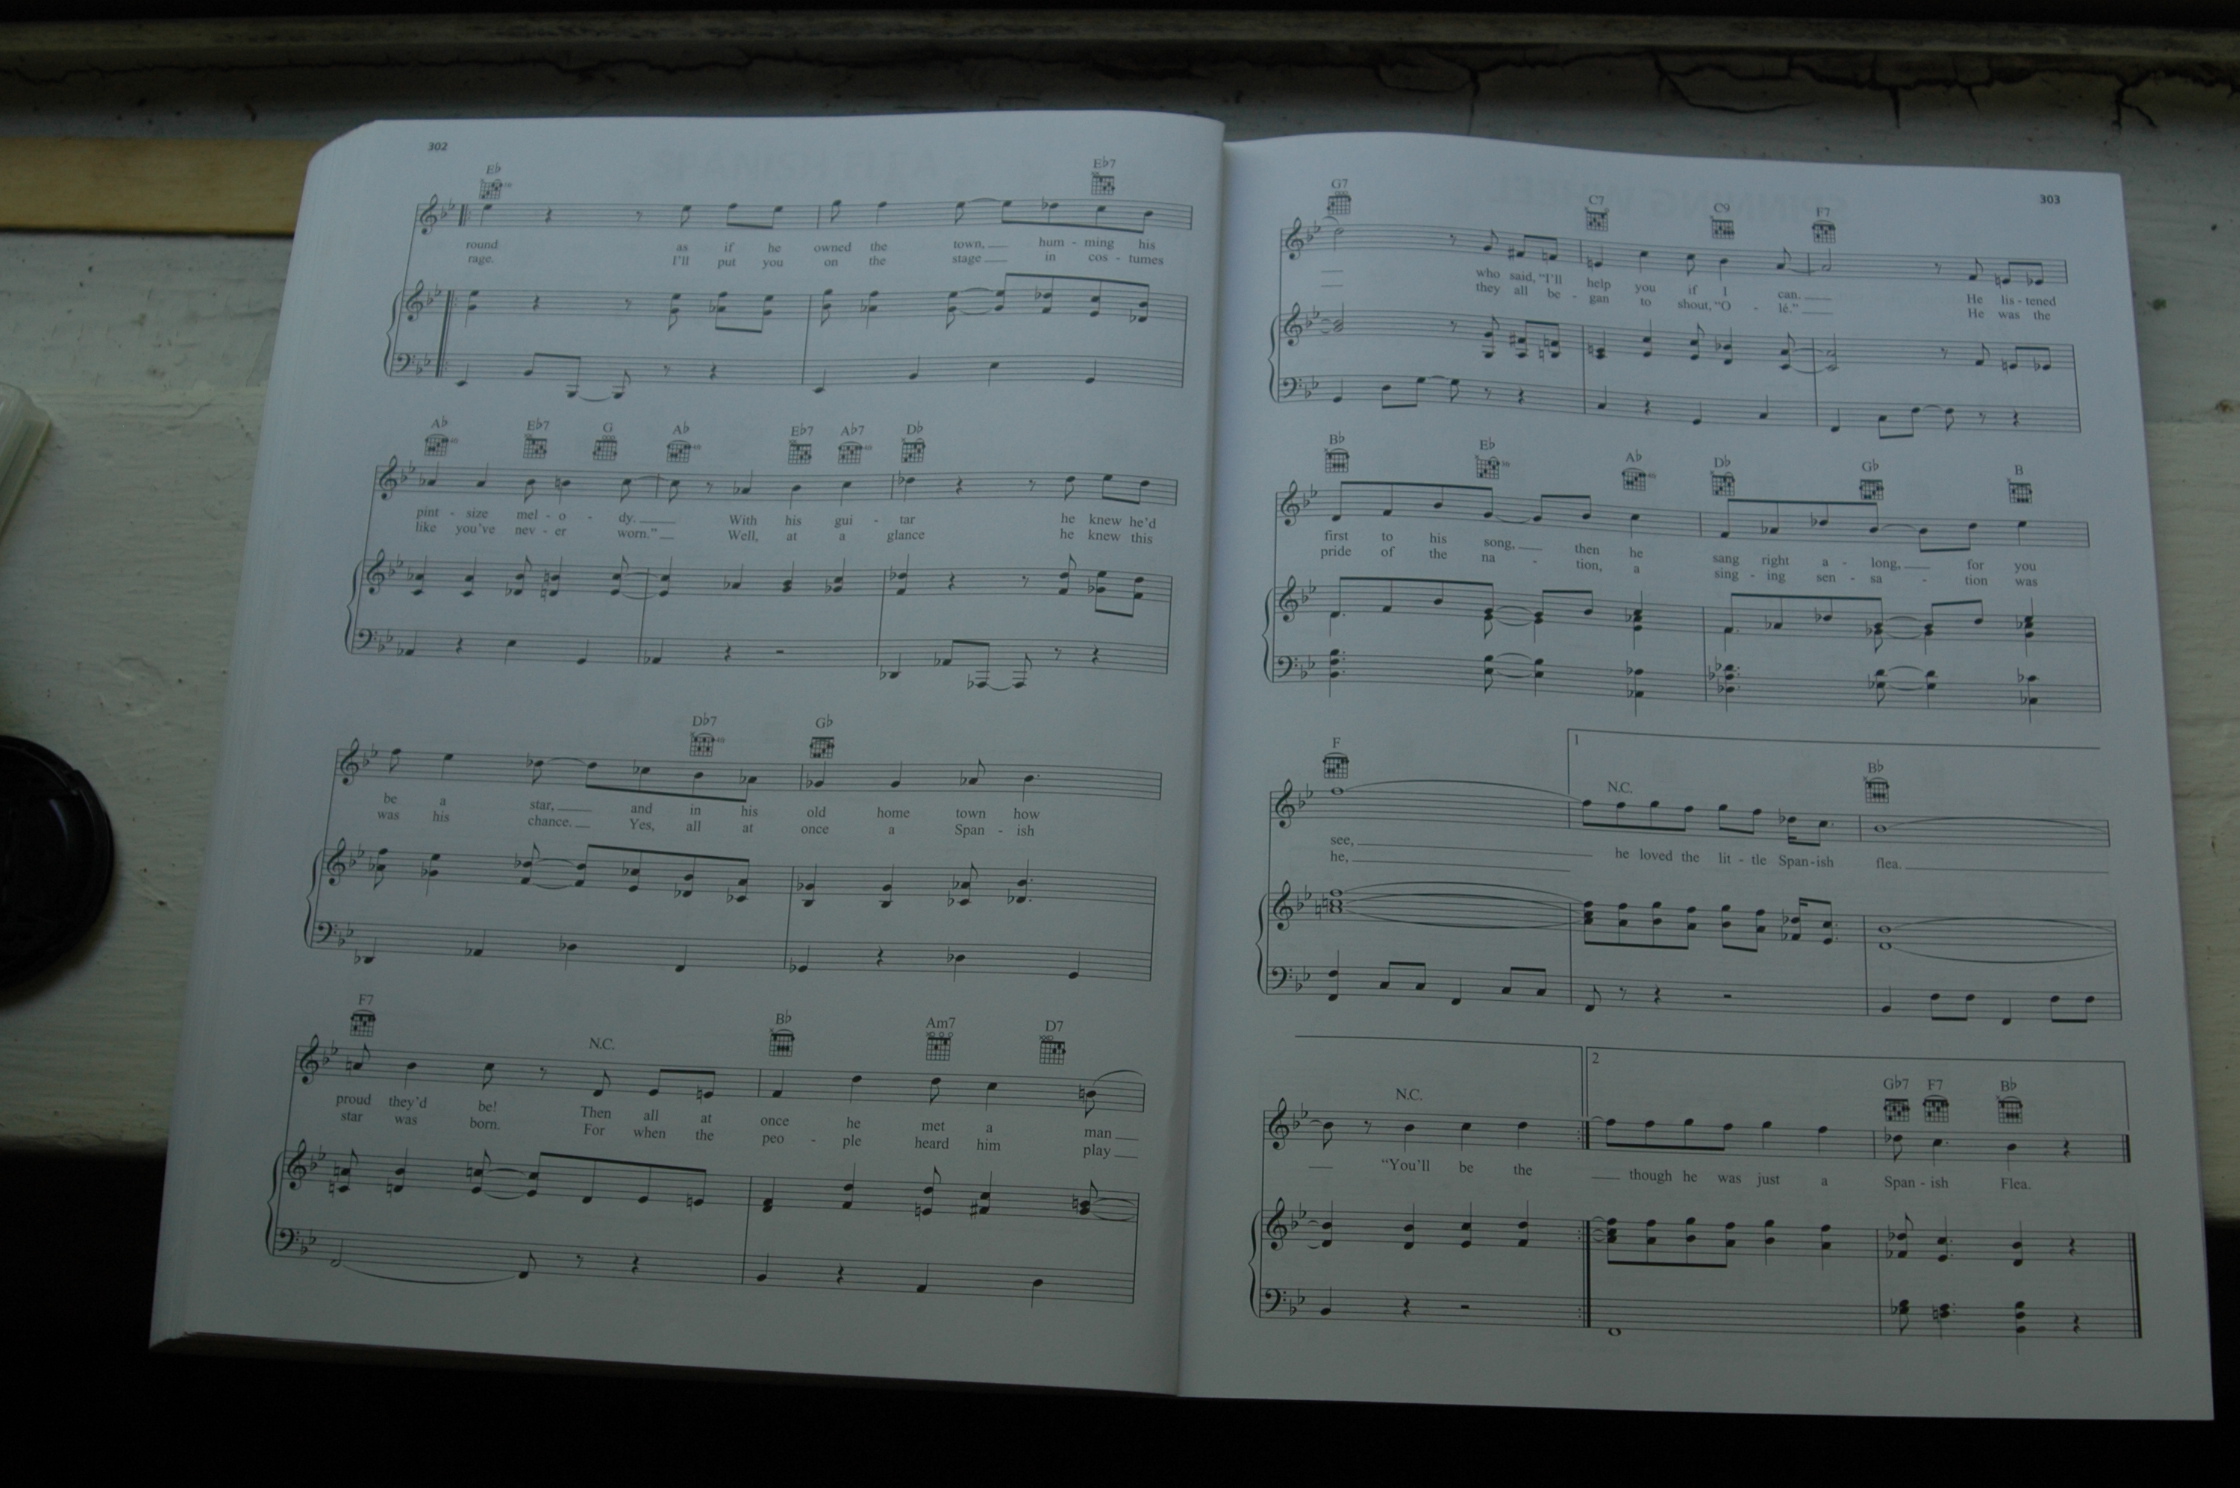 302
E♭ E♭7
round as if he owned the town, hum - ming his
rage. I'll put you on the stage in cos - tumes
A♭ E♭7 G A♭ E♭7 A♭7 D♭
pint - size mel - o - dy. With his gui - tar he knew he'd
like you've nev - er worn." Well, at a glance he knew this
D♭7 G♭
be a star, and in his old home town how
was his chance. Yes, all at once a Span - ish
F7 N.C. B♭ Am7 D7
proud they'd be! Then all at once he met a man
star was born. For when the peo - ple heard him play
303
G7 C7 C9 F7
who said, "I'll help you if I can. He lis - tened
they all be - gan to shout, "O - lé." He was the
B♭ E♭ A♭ D♭ G♭ B
first to his song, then he sang right a - long, for you
pride of the na - tion, a sing - ing sen - sa - tion was
F 1 N.C. B♭
see, he loved the lit - tle Span - ish flea.
he,
N.C. 2 G♭7 F7 B♭
"You'll be the though he was just a Span - ish Flea.